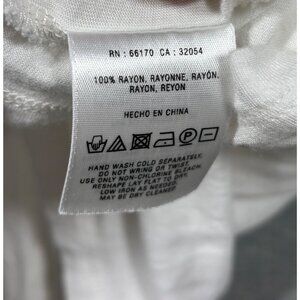 RN : 66170 CA : 32054
100% RAYON, RAYONNE, RAYÓN,
RAYON, REYON
HECHO EN CHINA
HAND WASH COLD SEPARATELY.
DO NOT WRING OR TWIST.
USE ONLY NON-CHLORINE BLEACH.
RESHAPE LAY FLAT TO DRY.
LOW IRON AS NEEDED.
MAY BE DRY CLEANED.